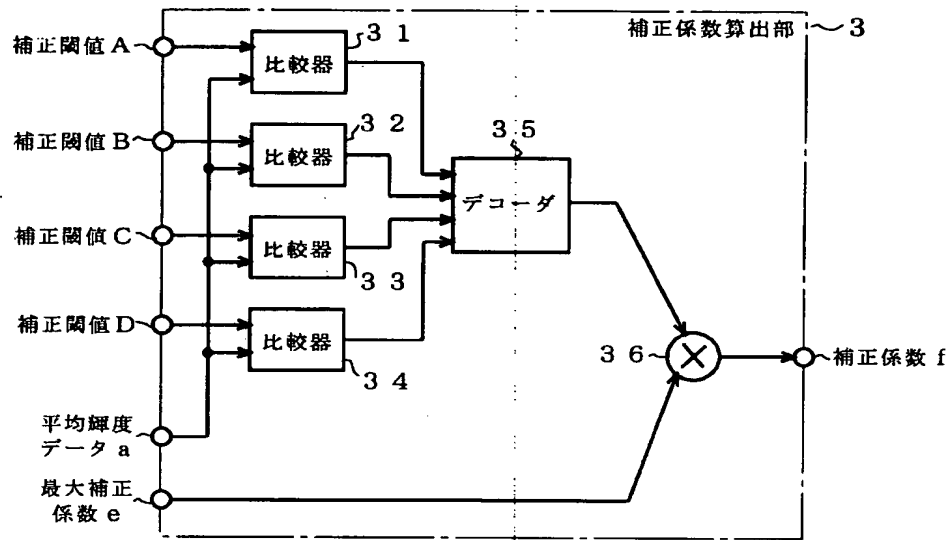 補正係数算出部 3
補正閾値A
比較器
31
補正閾値B
比較器
32
35
デコーダ
補正閾値C
比較器
33
補正閾値D
比較器
34
36
補正係数f
平均輝度
データa
最大補正
係数e